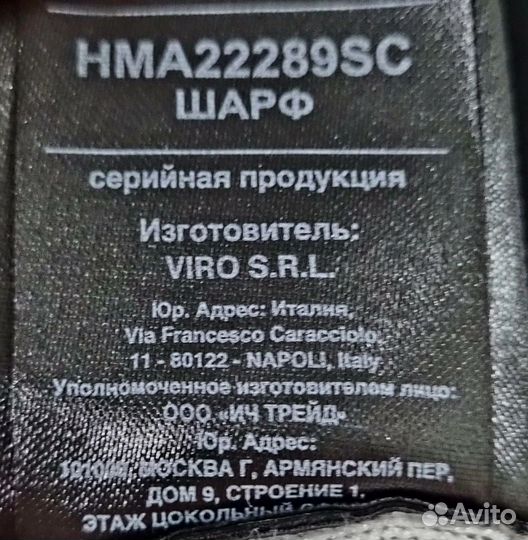 HMA22289SC
ШАРФ
серийная продукция
Изготовитель:
VIRO S.R.L.
Юр. Адрес: Италия,
Via Francesco Caracciolo,
11 - 80122 - NAPOLI, Italy
Уполномоченное изготовителем лицо:
ООО «ИЧ ТРЕЙД»
Юр. Адрес:
МОСКВА Г, АРМЯНСКИЙ ПЕР,
ДОМ 9, СТРОЕНИЕ 1,
ЭТАЖ ЦОКОЛЬНЫЙ
Avito